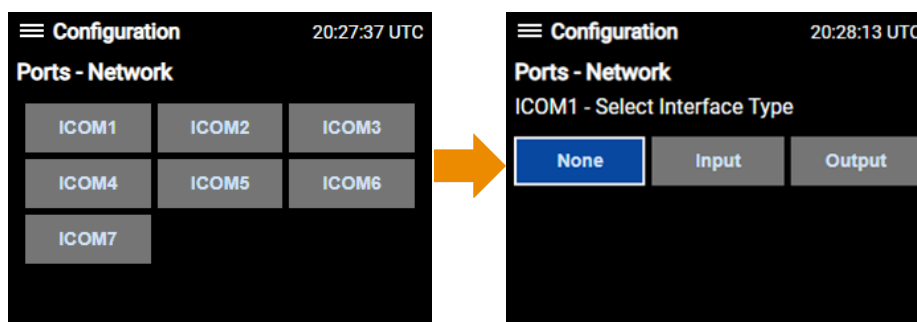 Configuration 20:27:37 UTC
Ports - Network
ICOM1 ICOM2 ICOM3
ICOM4 ICOM5 ICOM6
ICOM7
Configuration 20:28:13 UTC
Ports - Network
ICOM1 - Select Interface Type
None Input Output